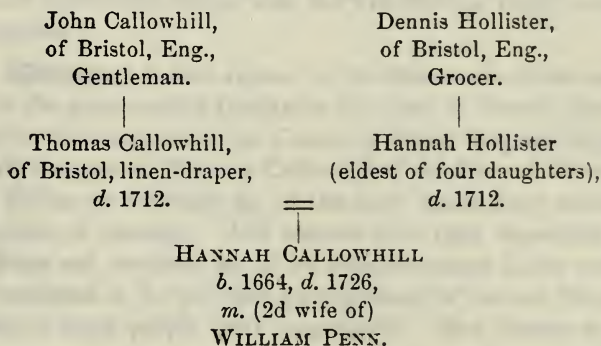 John Callowhill,
of Bristol, Eng.,
Gentleman.
Dennis Hollister,
of Bristol, Eng.,
Grocer.
Thomas Callowhill,
of Bristol, linen-draper,
d. 1712.
Hannah Hollister
(eldest of four daughters),
d. 1712.
=
HANNAH CALLOWHILL
b. 1664, d. 1726,
m. (2d wife of)
WILLIAM PENN.